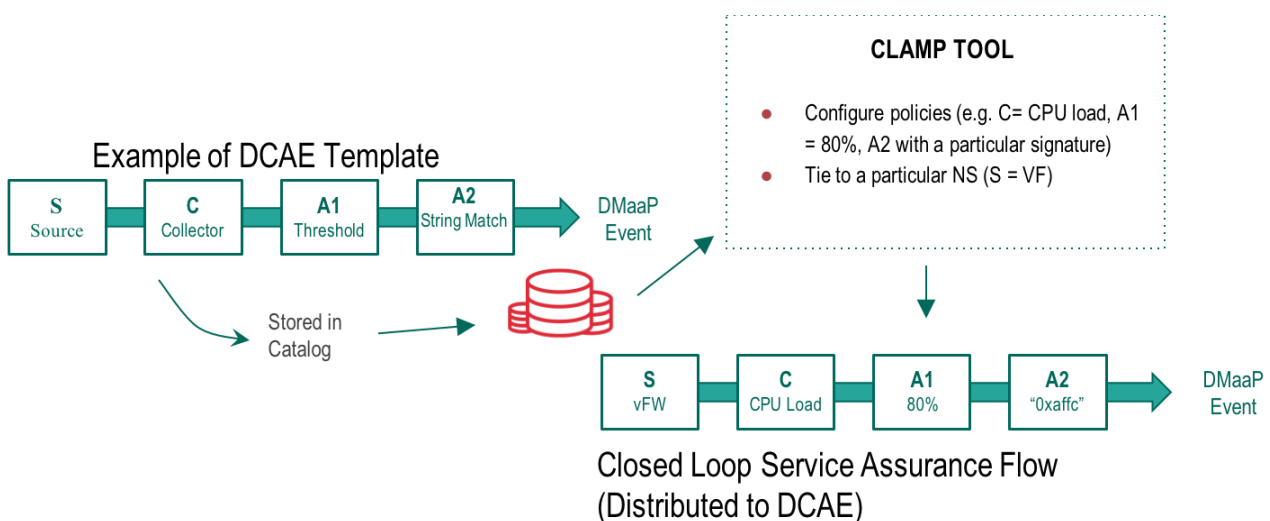 CLAMP TOOL
● Configure policies (e.g. C= CPU load, A1
= 80%, A2 with a particular signature)
● Tie to a particular NS (S = VF)
Example of DCAE Template
S
Source
C
Collector
A1
Threshold
A2
String Match
DMaaP
Event
Stored in
Catalog
S
vFW
C
CPU Load
A1
80%
A2
“0xaffc”
DMaaP
Event
Closed Loop Service Assurance Flow
(Distributed to DCAE)